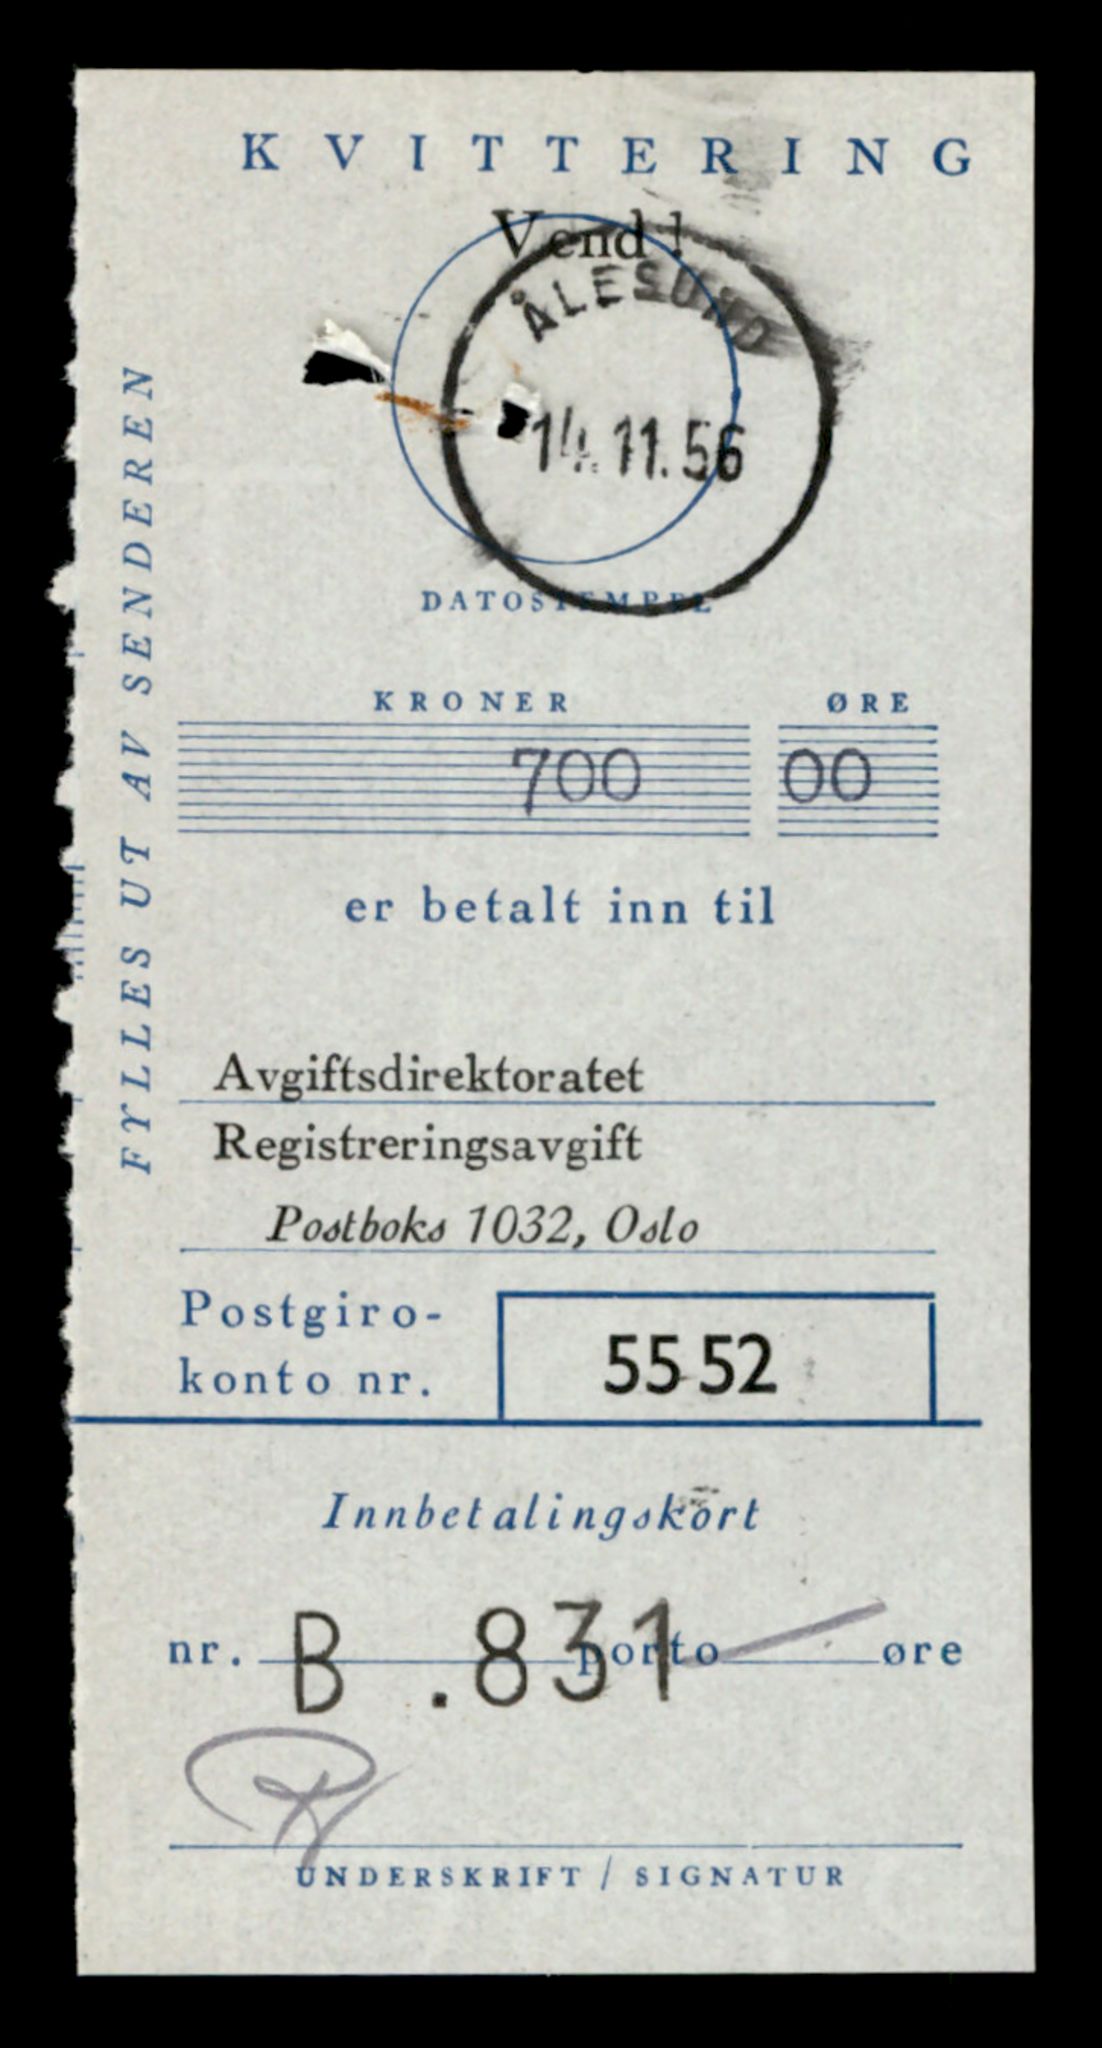 KVITTERING
Vend!
ÅLESUND
14.11.56
DATOSTEMPEL
FYLLES UT AV SENDEREN
KRONER ØRE
700 00
er betalt inn til
Avgiftsdirektoratet
Registreringsavgift
Postboks 1032, Oslo
Postgiro-
konto nr. 55 52
Innbetalingskort
nr. B .831 porto øre
UNDERSKRIFT / SIGNATUR